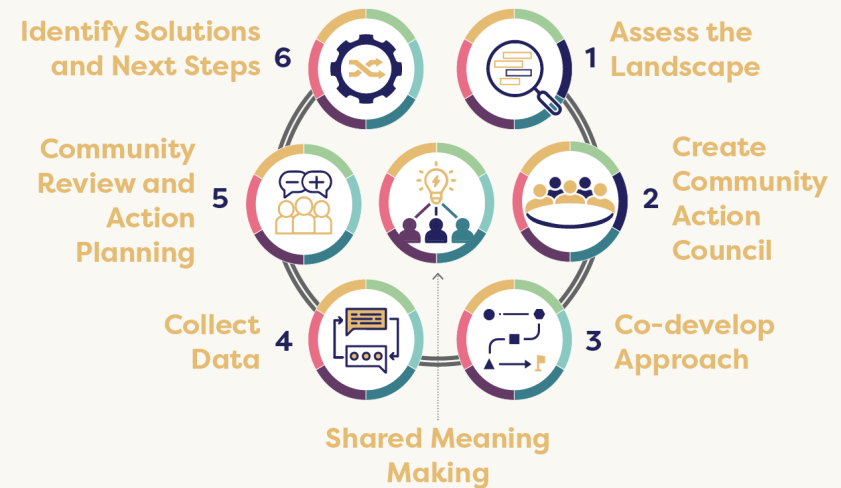 1
Assess the
Landscape
2
Create
Community
Action
Council
3
Co-develop
Approach
4
Collect
Data
5
Community
Review and
Action
Planning
6
Identify Solutions
and Next Steps
Shared Meaning
Making